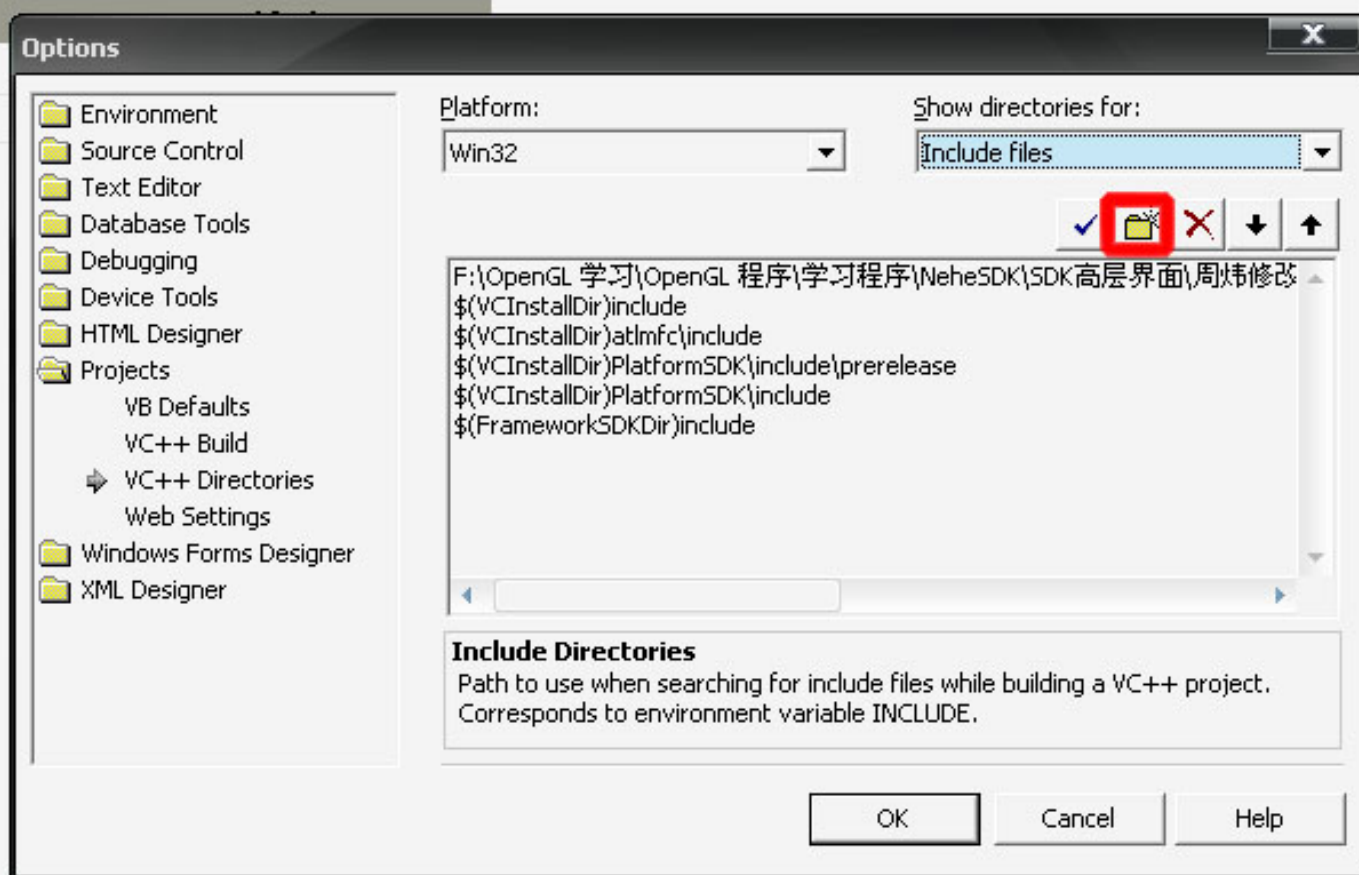 Options
Environment
Source Control
Text Editor
Database Tools
Debugging
Device Tools
HTML Designer
Projects
VB Defaults
VC++ Build
VC++ Directories
Web Settings
Windows Forms Designer
XML Designer
Platform:
Win32
Show directories for:
Include files
F:\OpenGL 学习\OpenGL 程序\学习程序\NeheSDK\SDK高层界面\周炜修改
$(VCInstallDir)include
$(VCInstallDir)atlmfc\include
$(VCInstallDir)PlatformSDK\include\prerelease
$(VCInstallDir)PlatformSDK\include
$(FrameworkSDKDir)include
Include Directories
Path to use when searching for include files while building a VC++ project.
Corresponds to environment variable INCLUDE.
OK
Cancel
Help